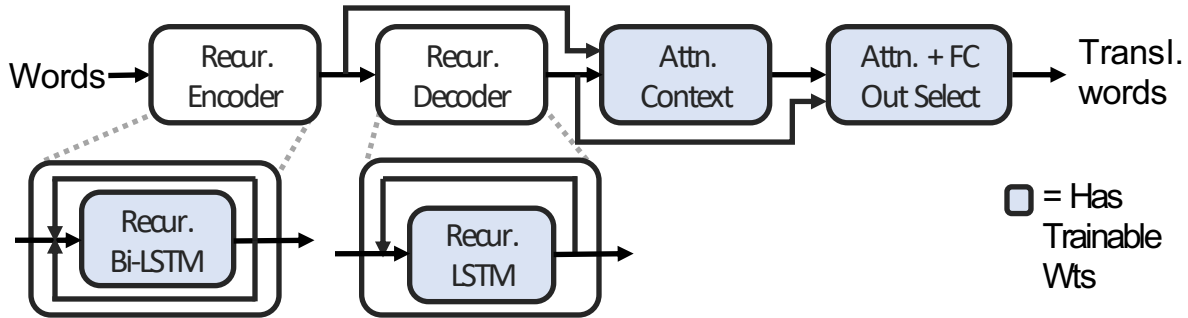 Words
Recur.
Encoder
Recur.
Decoder
Attn.
Context
Attn. + FC
Out Select
Transl.
words
Recur.
Bi-LSTM
Recur.
LSTM
= Has
Trainable
Wts